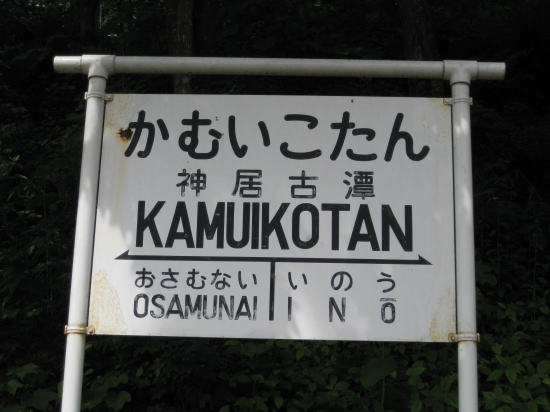 かむいこたん
神居古潭
KAMUIKOTAN
おさむない いのう
OSAMUNAI INŌ